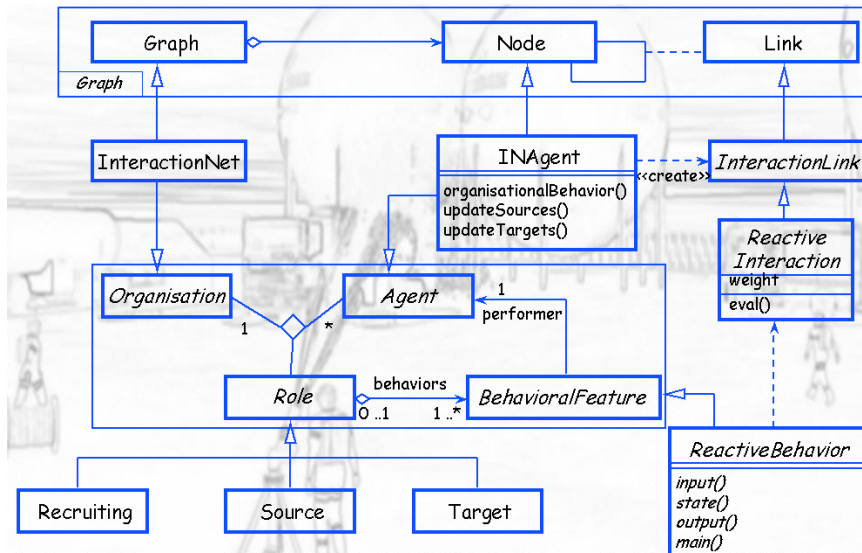 Graph
Node
Link
Graph
InteractionNet
INAgent
organisationalBehavior()
updateSources()
updateTargets()
«create»
InteractionLink
Reactive
Interaction
weight
eval()
Organisation
Agent
1
*
1
performer
Role
behaviors
0 ..1
1 ..*
BehavioralFeature
ReactiveBehavior
input()
state()
output()
main()
Recruiting
Source
Target